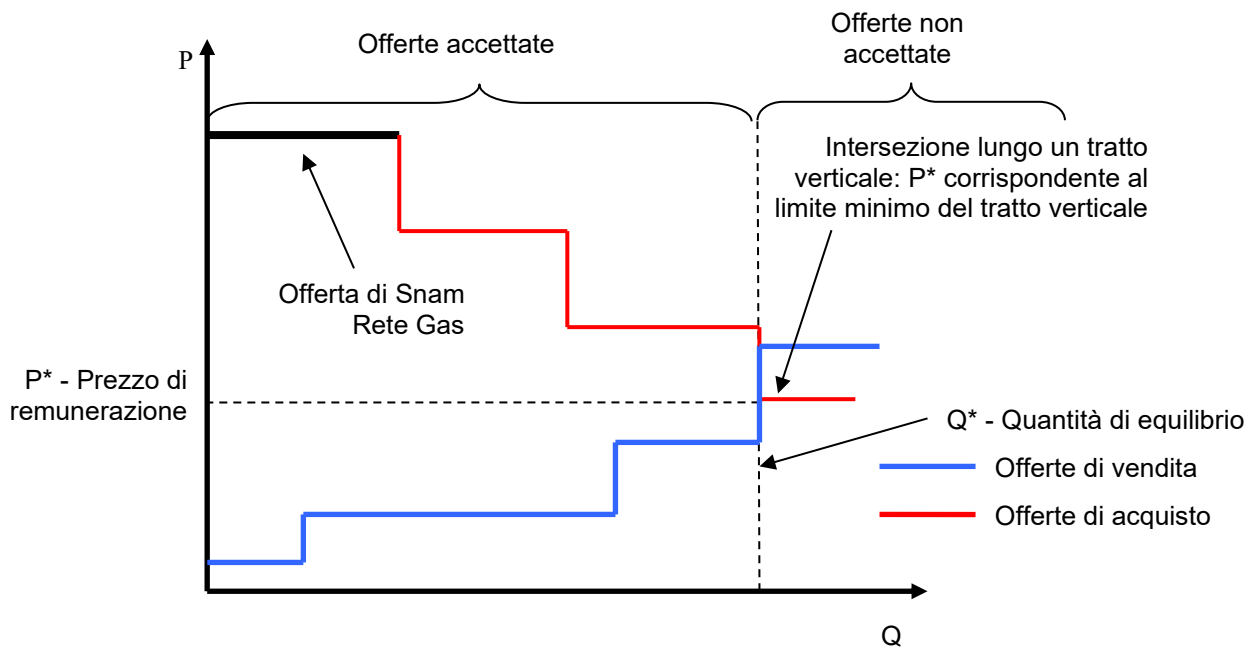 Offerte accettate
Offerte non
accettate
P
Intersezione lungo un tratto
verticale: P* corrispondente al
limite minimo del tratto verticale
Offerta di Snam
Rete Gas
P* - Prezzo di
remunerazione
Q* - Quantità di equilibrio
Offerte di vendita
Offerte di acquisto
Q